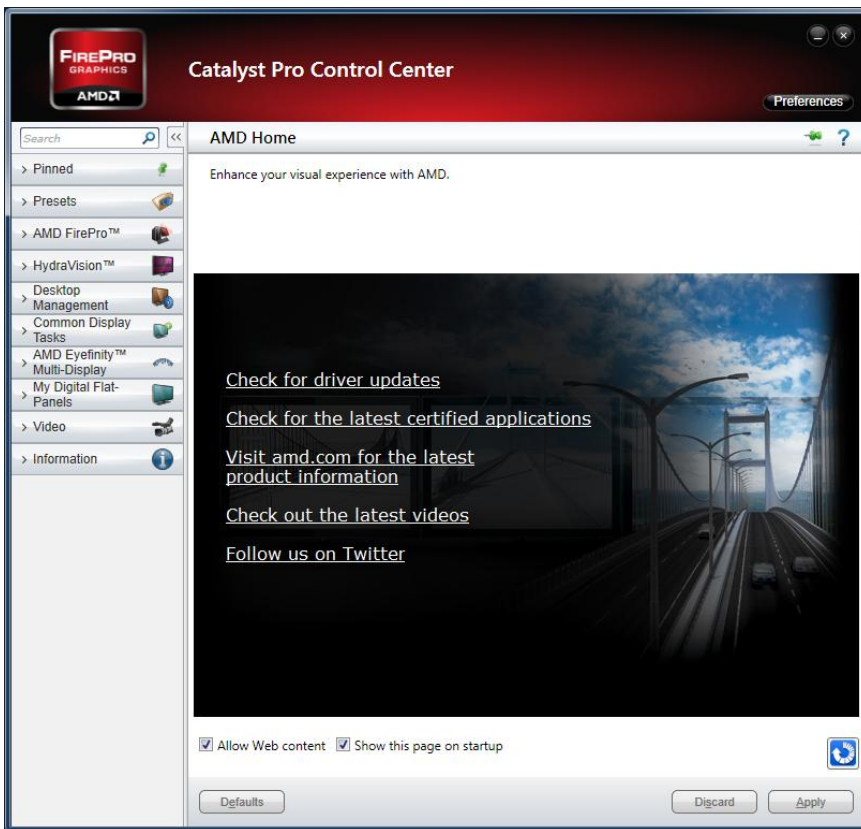 FIREPRO
GRAPHICS
AMD
Catalyst Pro Control Center
Preferences
Search
<<
AMD Home
?
> Pinned
Enhance your visual experience with AMD.
> Presets
> AMD FirePro™
> HydraVision™
> Desktop
Management
> Common Display
Tasks
> AMD Eyefinity™
Multi-Display
> My Digital Flat-
Panels
> Video
> Information
Check for driver updates
Check for the latest certified applications
Visit amd.com for the latest
product information
Check out the latest videos
Follow us on Twitter
Allow Web content
Show this page on startup
Defaults
Discard
Apply